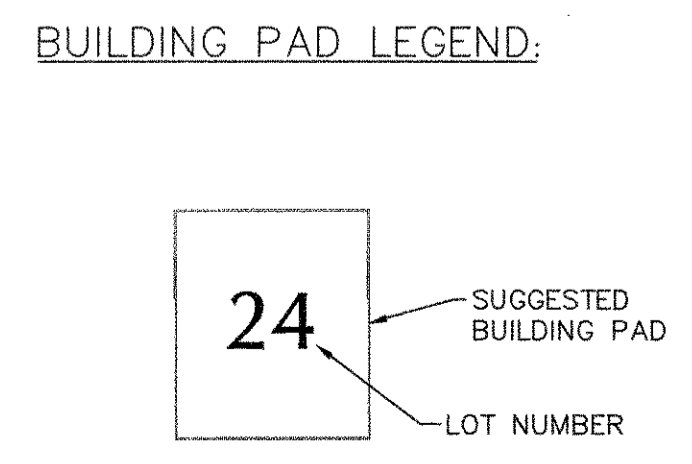 BUILDING PAD LEGEND:
24
SUGGESTED
BUILDING PAD
LOT NUMBER